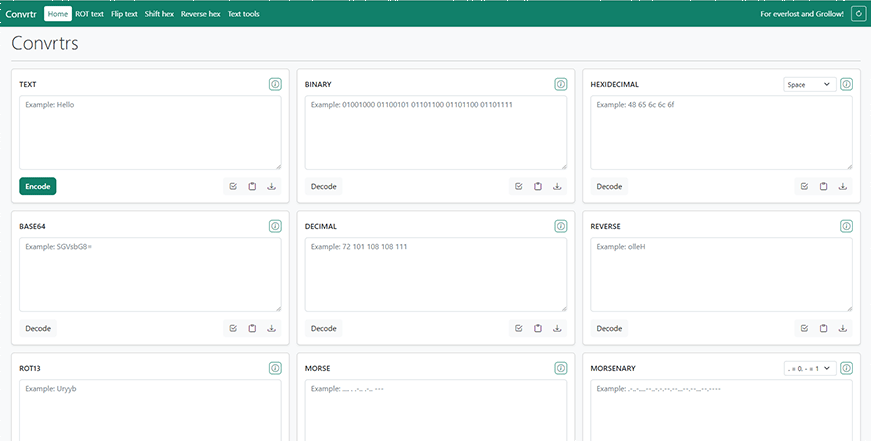 Convrtr Home ROT text Flip text Shift hex Reverse hex Text tools For everlost and Grollow!
Convrtrs
TEXT
Example: Hello
Encode
BINARY
Example: 01001000 01100101 01101100 01101100 01101111
Decode
HEXIDECIMAL Space
Example: 48 65 6c 6c 6f
Decode
BASE64
Example: SGVsbG8=
Decode
DECIMAL
Example: 72 101 108 108 111
Decode
REVERSE
Example: olleH
Decode
ROT13
Example: Uryyb
MORSE
Example: .... . .-.. .-.. ---
MORSENARY . = 0. - = 1
Example: